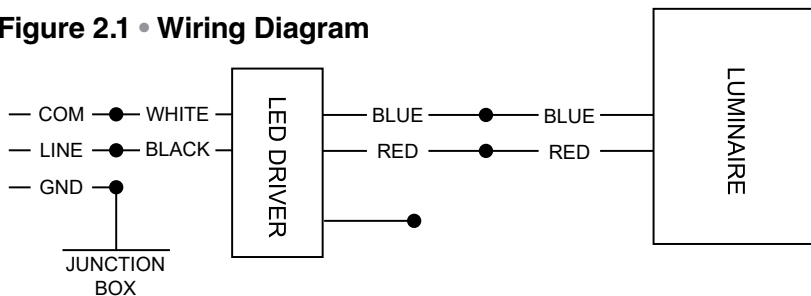 Figure 2.1 • Wiring Diagram
COM WHITE BLUE BLUE
LINE BLACK RED RED
GND
JUNCTION
BOX
LED DRIVER
LUMINAIRE